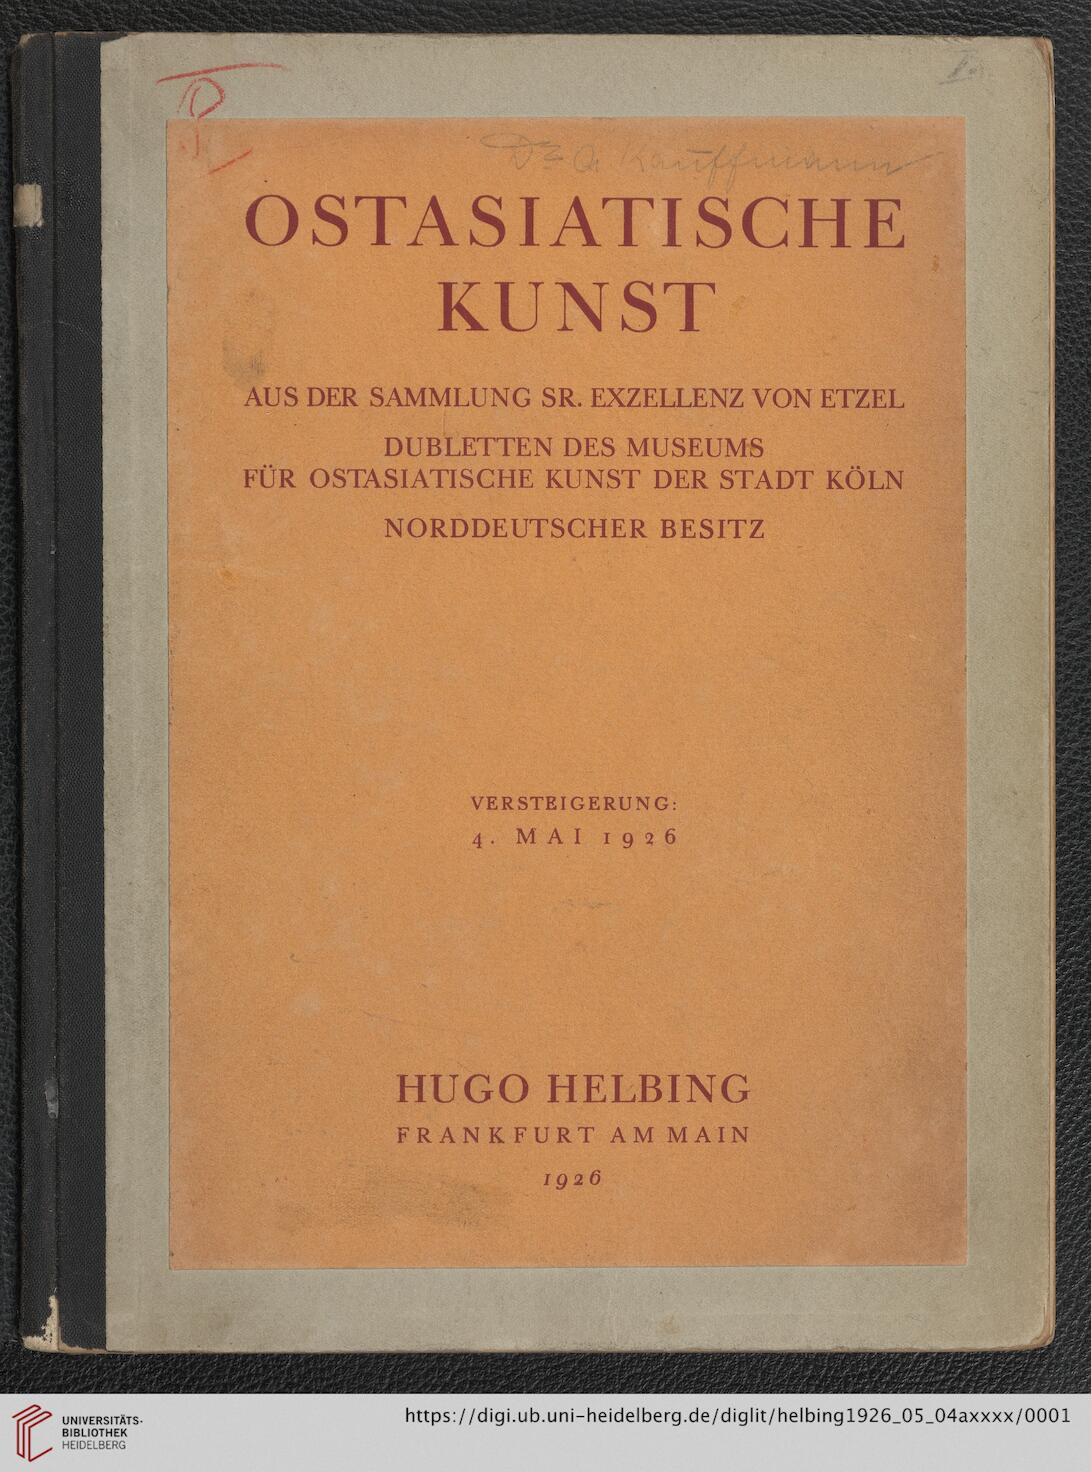 Dr. A Kauffmann
OSTASIATISCHE
KUNST
AUS DER SAMMLUNG SR. EXZELLENZ VON ETZEL
DUBLETTEN DES MUSEUMS
FÜR OSTASIATISCHE KUNST DER STADT KÖLN
NORDDEUTSCHER BESITZ
VERSTEIGERUNG:
4. MAI 1926
HUGO HELBING
FRANKFURT AM MAIN
1926
UNIVERSITÄTS-
BIBLIOTHEK
HEIDELBERG
https://digi.ub.uni-heidelberg.de/diglit/helbing1926_05_04axxxx/0001